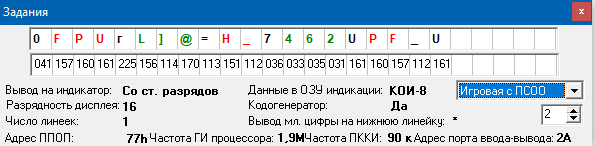 Задания
0 F P U r L ] @ = H _ 7 4 6 2 U P F _ U
041 157 160 161 225 156 114 170 113 151 112 036 033 035 031 161 160 157 112 161
Вывод на индикатор: Со ст. разрядов Данные в ОЗУ индикации: КОИ-8 Игровая с ПСОО
Разрядность дисплея: 16 Кодогенератор: Да
Число линеек: 1 Вывод мл. цифры на нижнюю линейку: * 2
Адрес ППОП: 77h Частота ГИ процессора: 1,9М Частота ПККИ: 90 к Адрес порта ввода-вывода: 2А